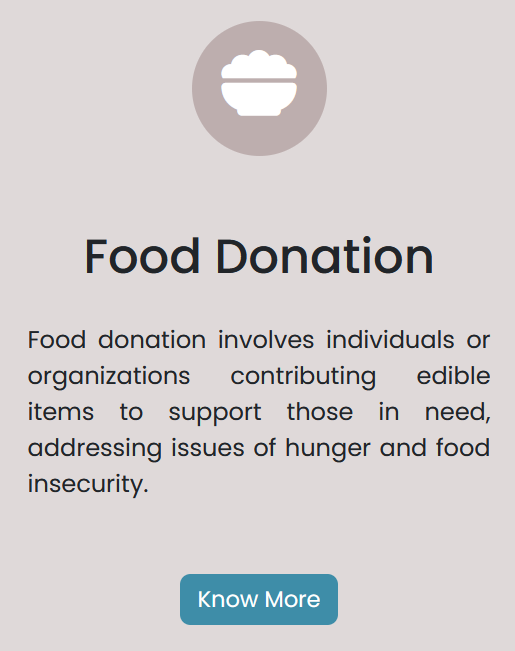 Food Donation
Food donation involves individuals or
organizations contributing edible
items to support those in need,
addressing issues of hunger and food
insecurity.
Know More